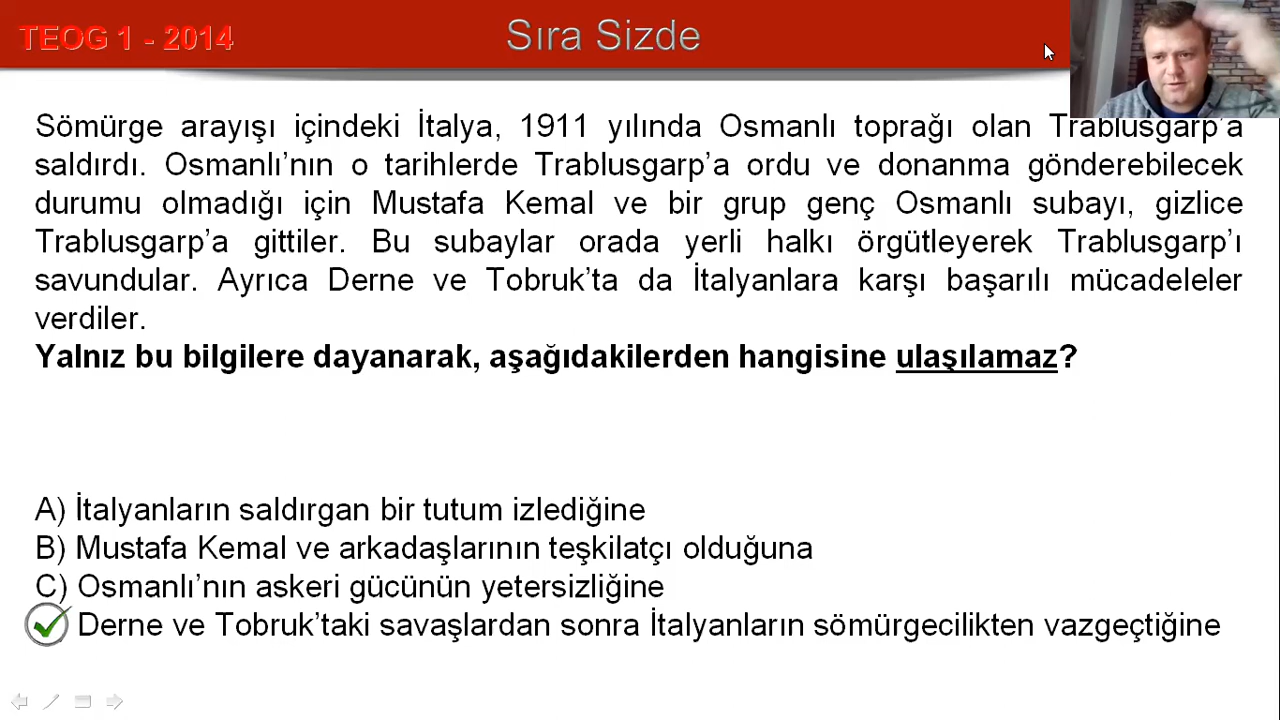 TEOG 1 - 2014
Sıra Sizde
Sömürge arayışı içindeki İtalya, 1911 yılında Osmanlı toprağı olan Trablusgarp’a
saldırdı. Osmanlı’nın o tarihlerde Trablusgarp’a ordu ve donanma gönderebilecek
durumu olmadığı için Mustafa Kemal ve bir grup genç Osmanlı subayı, gizlice
Trablusgarp’a gittiler. Bu subaylar orada yerli halkı örgütleyerek Trablusgarp’ı
savundular. Ayrıca Derne ve Tobruk’ta da İtalyanlara karşı başarılı mücadeleler
verdiler.
Yalnız bu bilgilere dayanarak, aşağıdakilerden hangisine ulaşılamaz?
A) İtalyanların saldırgan bir tutum izlediğine
B) Mustafa Kemal ve arkadaşlarının teşkilatçı olduğuna
C) Osmanlı’nın askeri gücünün yetersizliğine
Derne ve Tobruk’taki savaşlardan sonra İtalyanların sömürgecilikten vazgeçtiğine